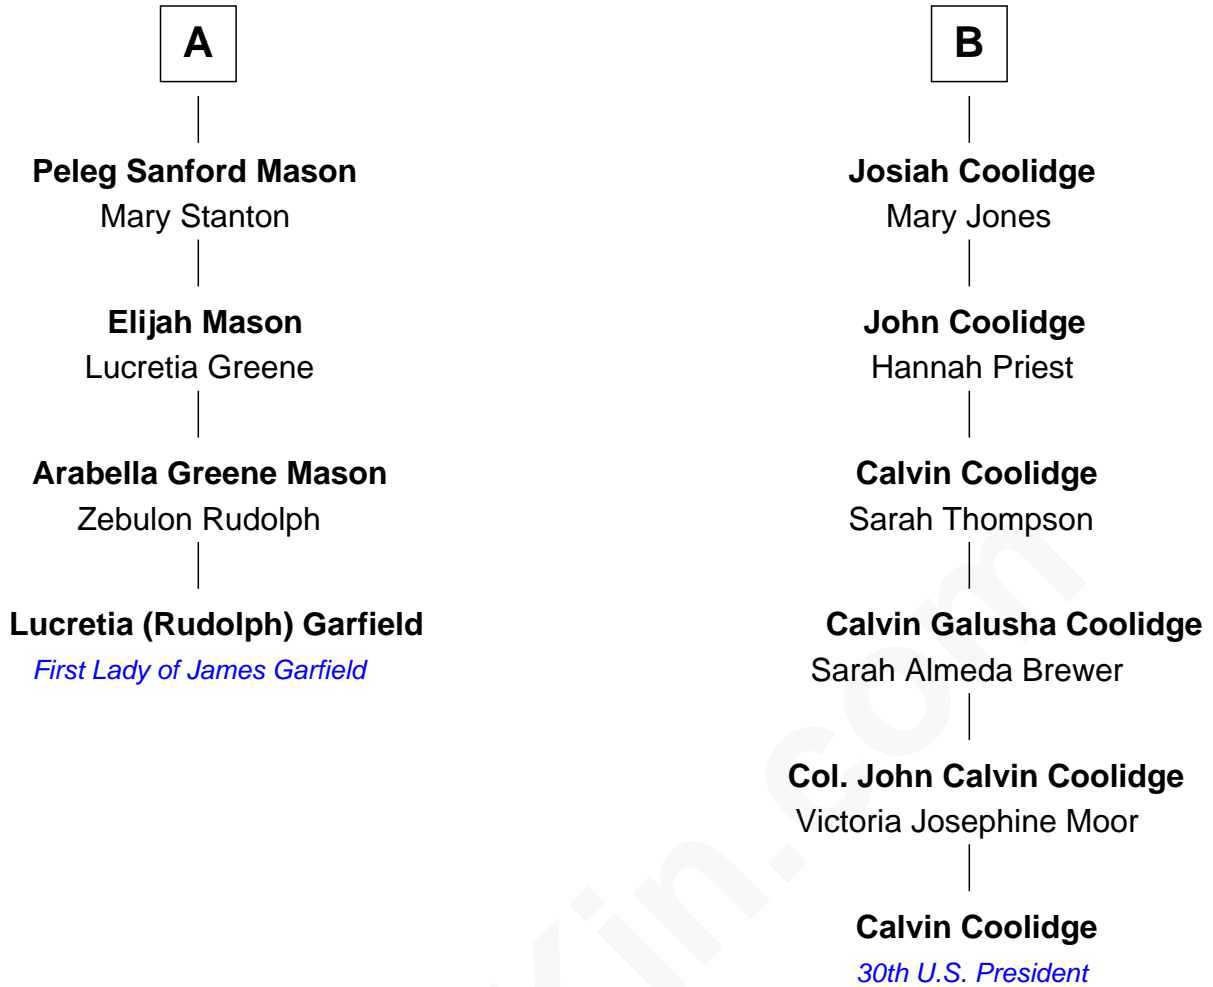 A
Peleg Sanford Mason
Mary Stanton
Elijah Mason
Lucretia Greene
Arabella Greene Mason
Zebulon Rudolph
Lucretia (Rudolph) Garfield
First Lady of James Garfield
B
Josiah Coolidge
Mary Jones
John Coolidge
Hannah Priest
Calvin Coolidge
Sarah Thompson
Calvin Galusha Coolidge
Sarah Almeda Brewer
Col. John Calvin Coolidge
Victoria Josephine Moor
Calvin Coolidge
30th U.S. President
Kin.com